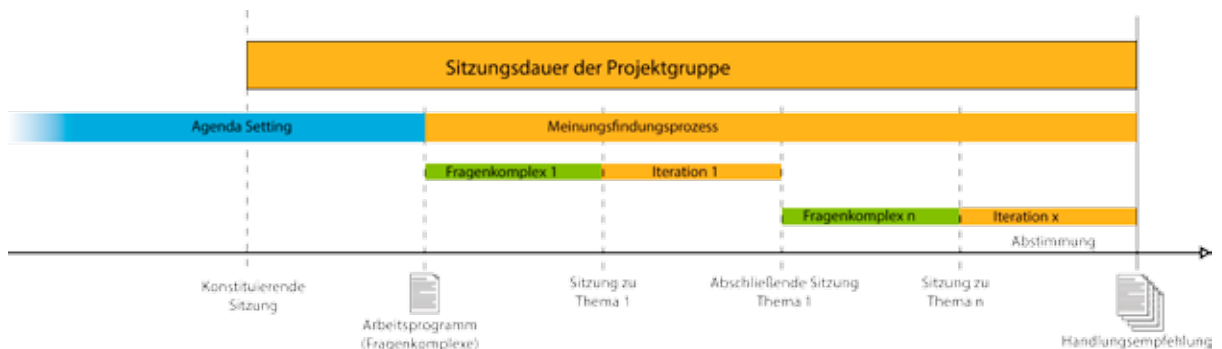 Sitzungsdauer der Projektgruppe
Agenda Setting
Meinungsfindungsprozess
Fragenkomplex 1
Iteration 1
Fragenkomplex n
Iteration x
Abstimmung
Konstituierende
Sitzung
Arbeitsprogramm
(Fragenkomplexe)
Sitzung zu
Thema 1
Abschließende Sitzung
Thema 1
Sitzung zu
Thema n
Handlungsempfehlung